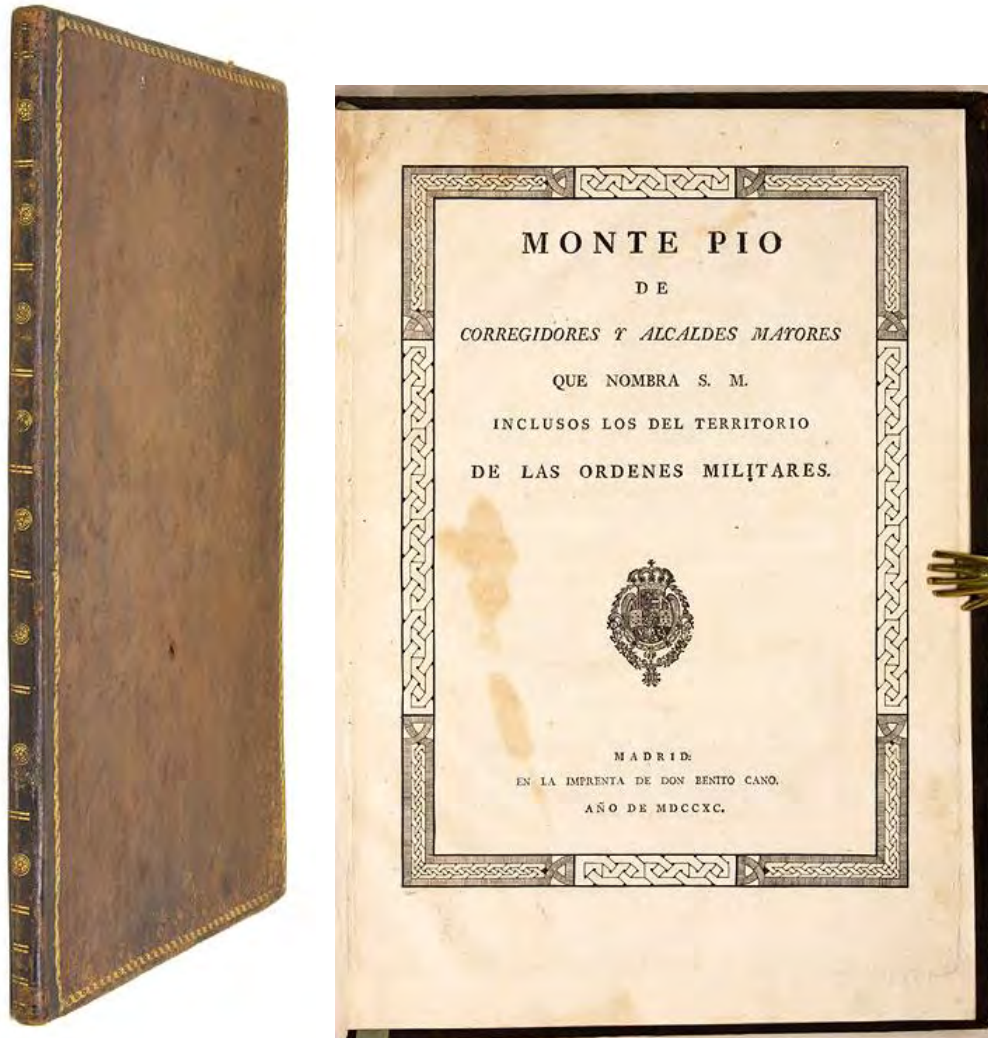 MONTE PIO
DE
CORREGIDORES Y ALCALDES MAYORES
QUE NOMBRA S. M.
INCLUSOS LOS DEL TERRITORIO
DE LAS ORDENES MILITARES.
MADRID:
EN LA IMPRENTA DE DON BENITO CANO.
AÑO DE MDCCXC.